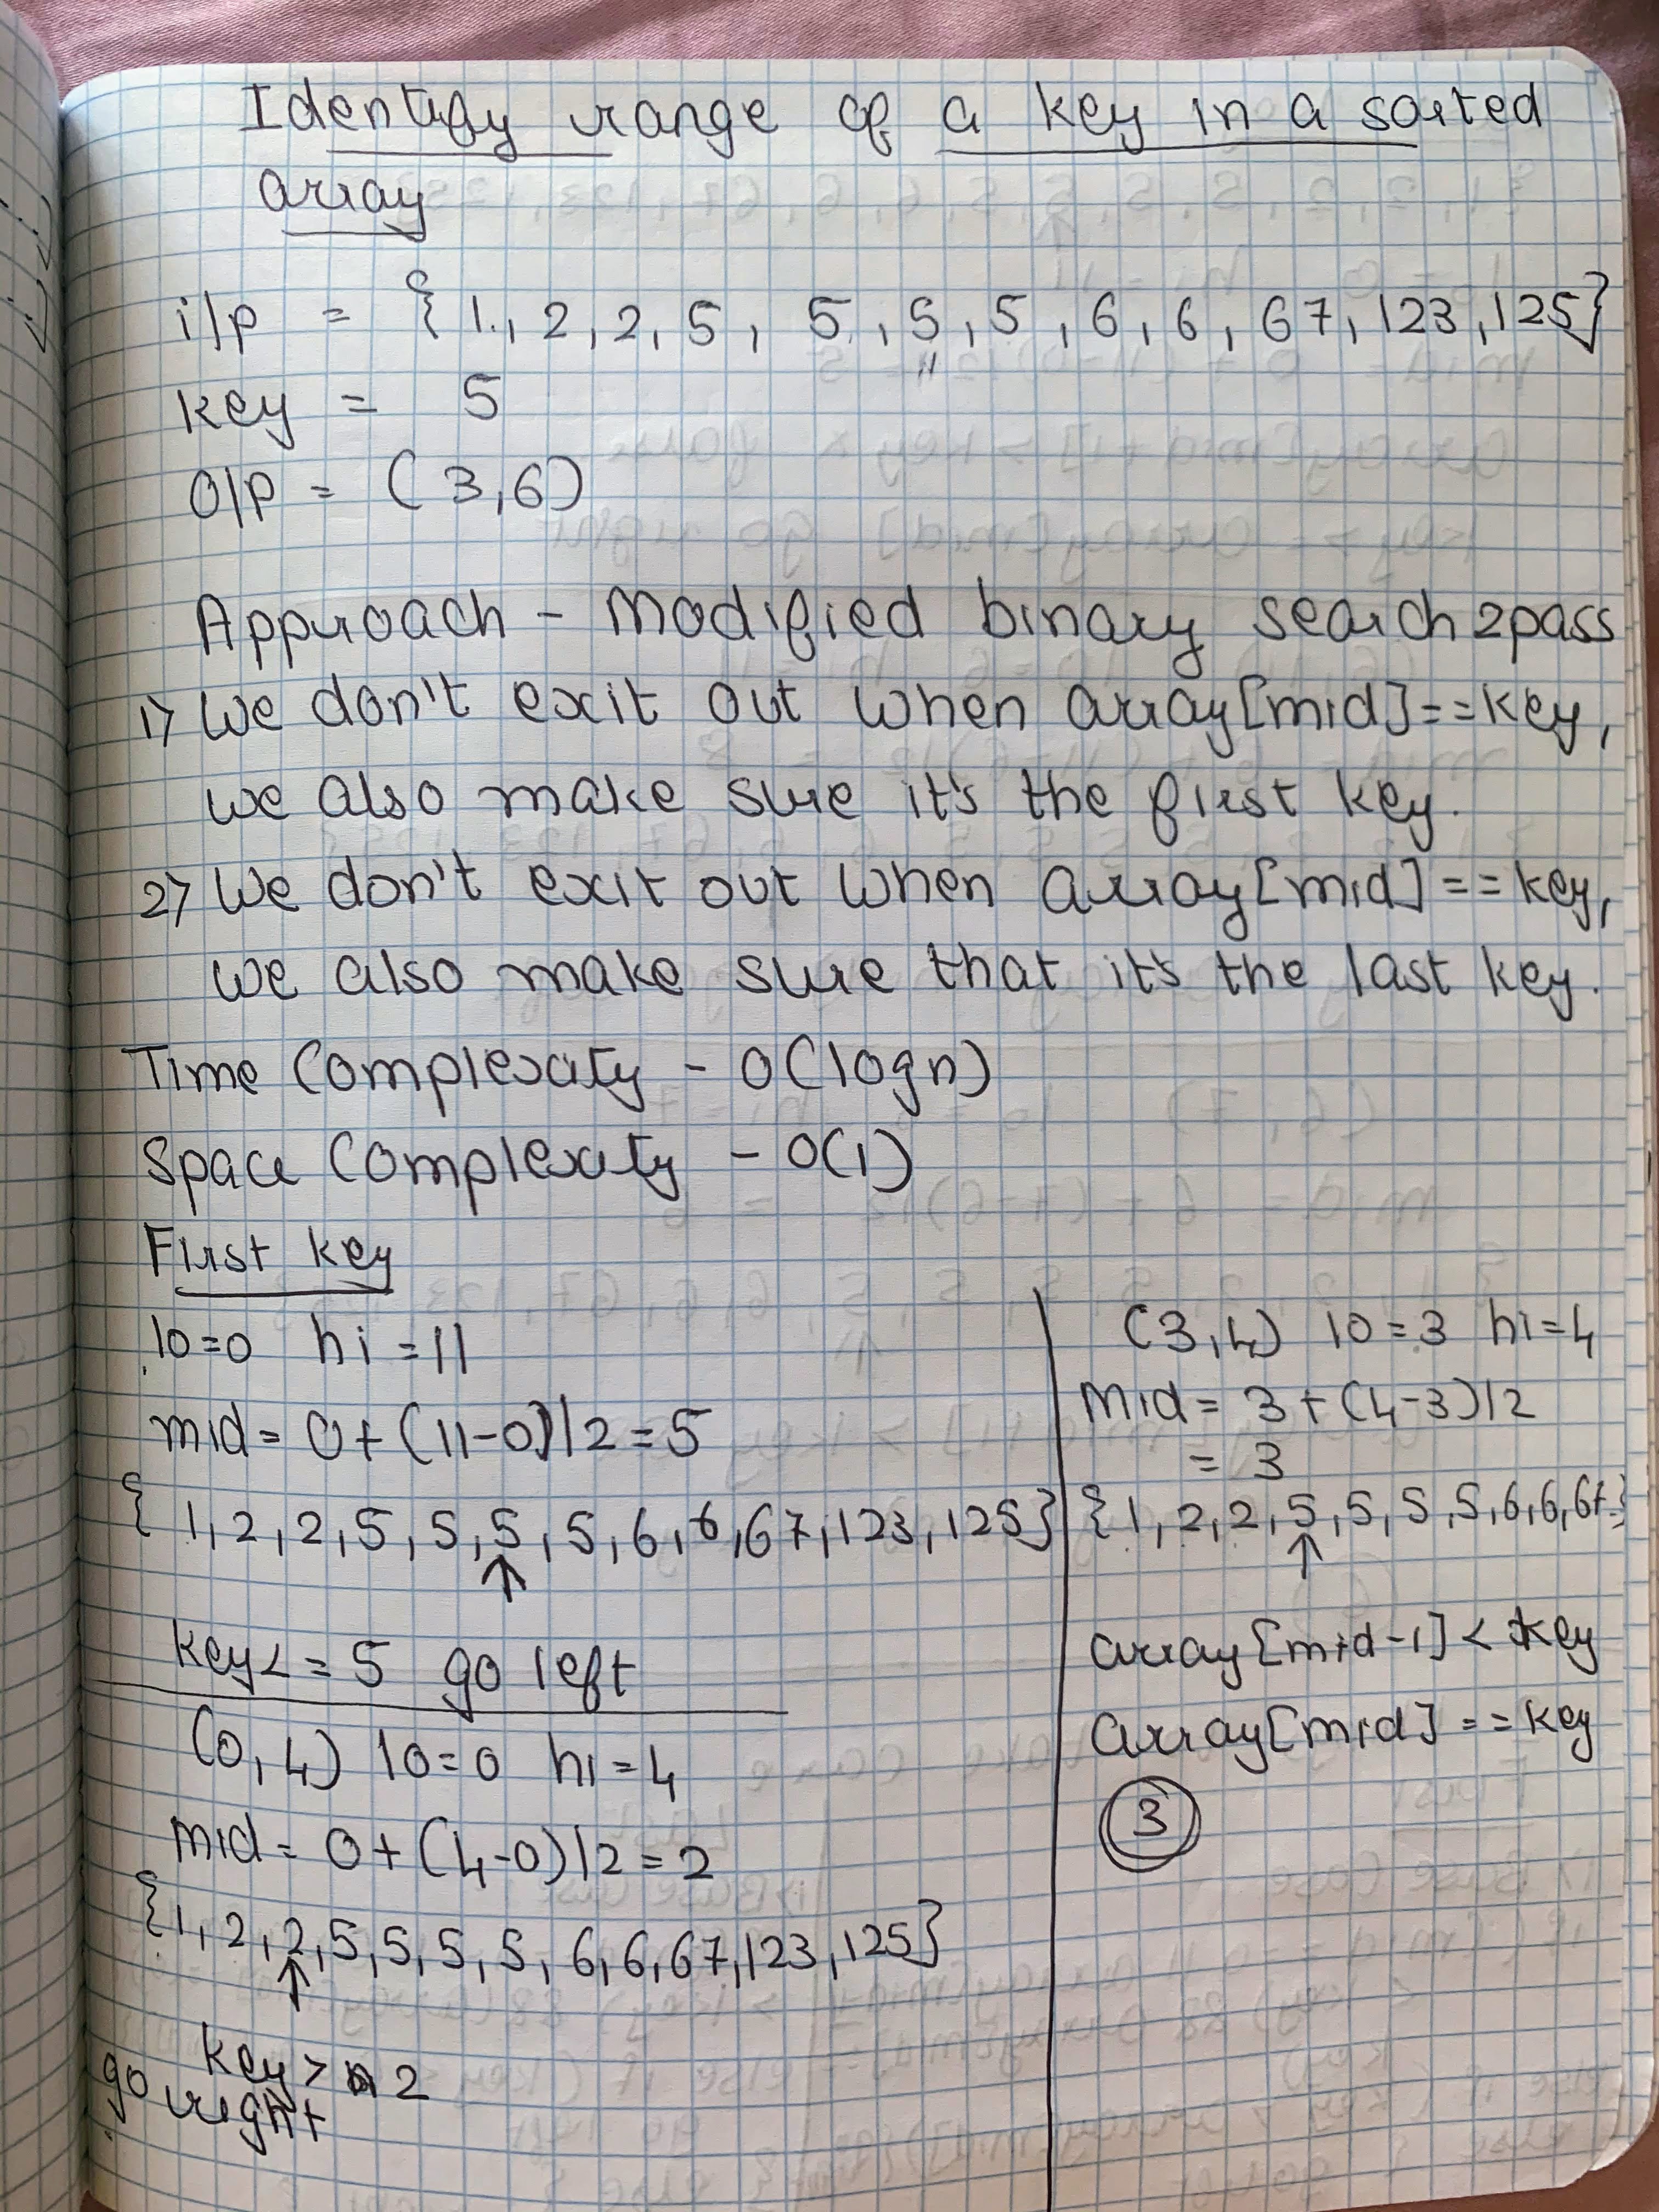 Identify range of a key in a sorted
array
i/p = { 1, 2, 2, 5, 5, 5, 5, 6, 6, 67, 123, 125}
key = 5
O/P = (3,6)
Approach - Modified binary search 2pass
1) We don't exit out when array[mid]==key,
we also make sure it's the first key.
2) We don't exit out when array[mid]==key,
we also make sure that it's the last key.
Time Complexity - O(logn)
Space Complexity - O(1)
First key
lo=0 hi=11
mid= 0+(11-0)/2=5
{ 1,2,2,5,5,5,5,6,6,67,123,125}
key<=5 go left
(0,4) lo=0 hi=4
mid= 0+(4-0)/2=2
{1,2,2,5,5,5,5,6,6,67,123,125}
key> 2
go right
(3,4) lo=3 hi=4
Mid= 3+(4-3)/2
= 3
{1,2,2,5,5,5,5,6,6,67..}
array[mid-1]< key
array[mid]==key
3